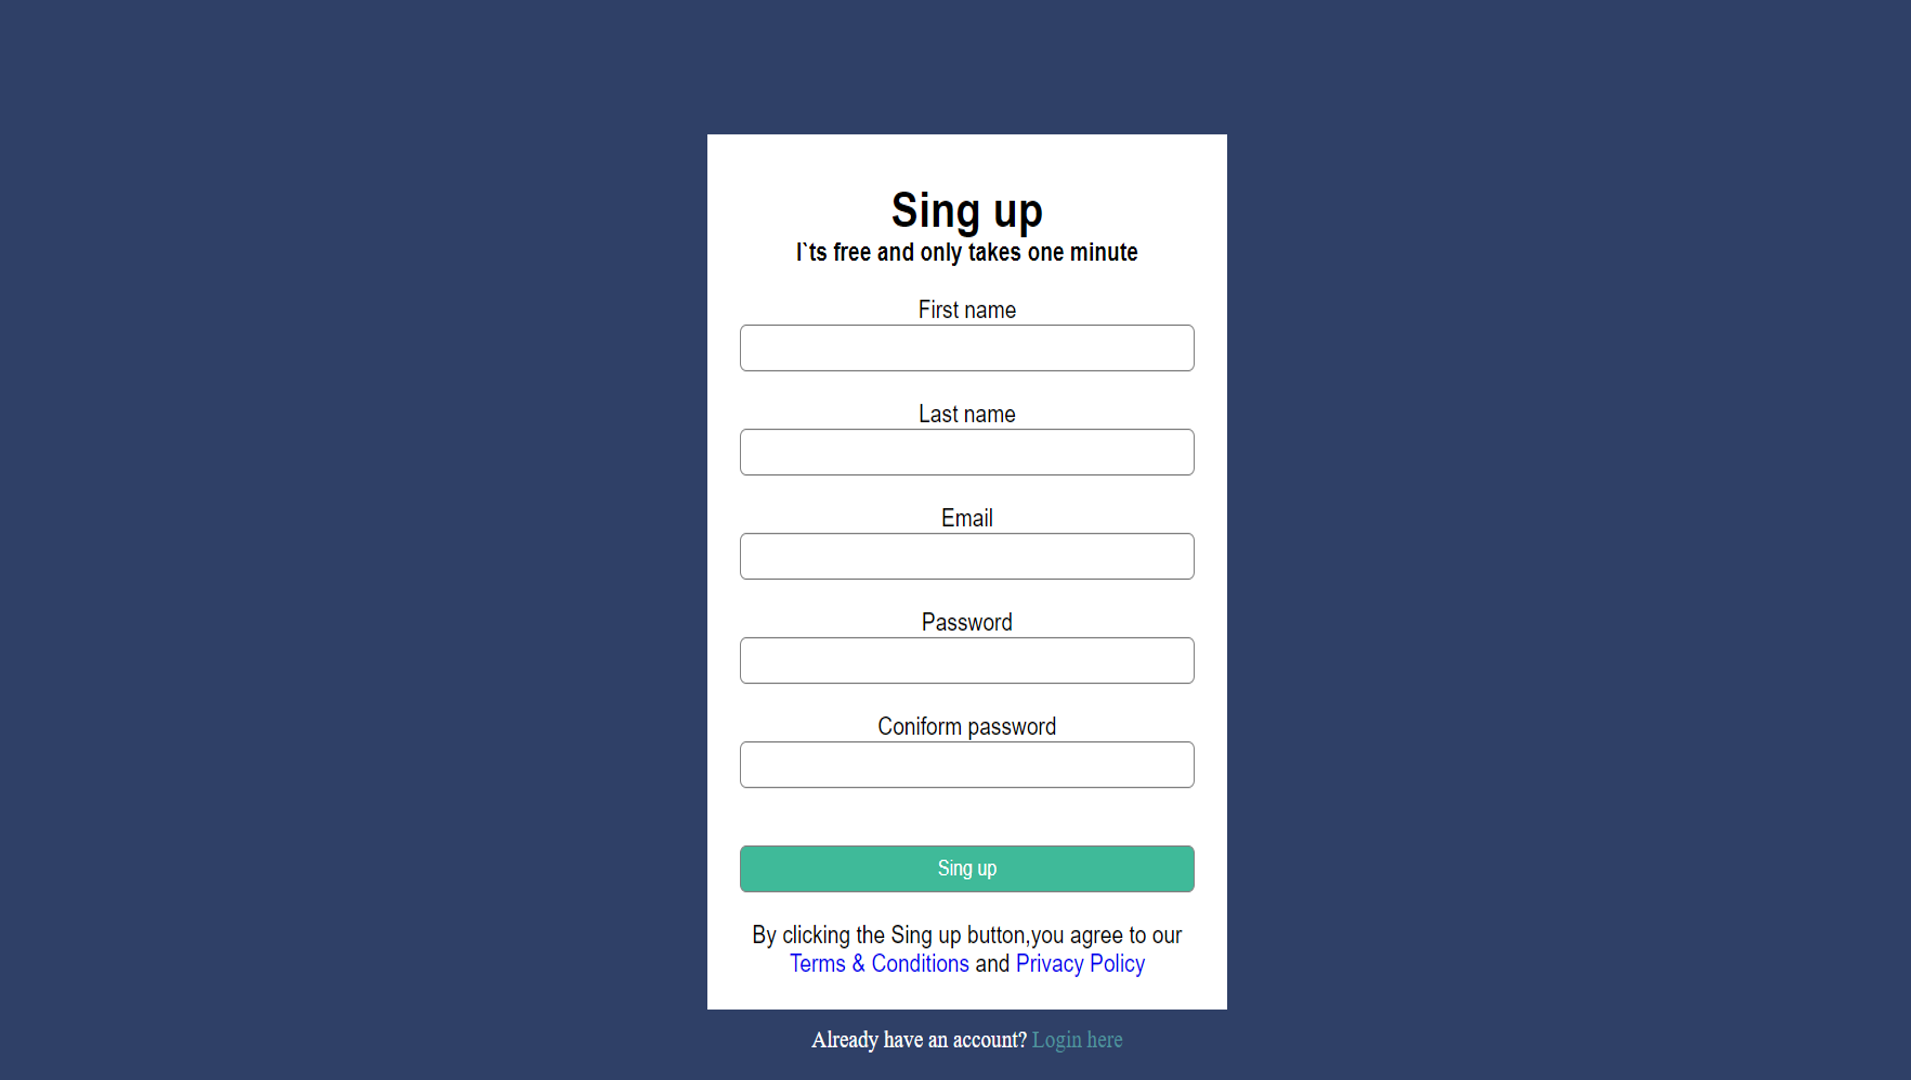 Sing up
I`ts free and only takes one minute
First name
Last name
Email
Password
Coniform password
Sing up
By clicking the Sing up button,you agree to our
Terms & Conditions and Privacy Policy
Already have an account? Login here